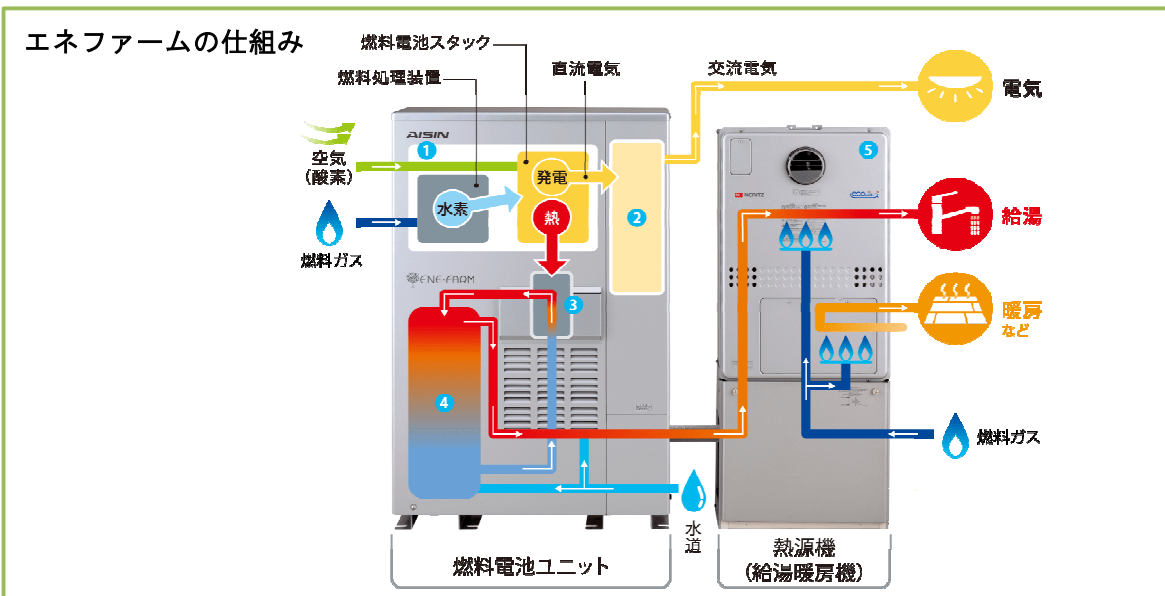 エネファームの仕組み
燃料電池スタック
燃料処理装置
直流電気
交流電気
電気
AISIN
1
空気
(酸素)
水素
発電
熱
2
5
NORITZ
給湯
燃料ガス
ENE・FARM
3
暖房
など
4
燃料ガス
水道
燃料電池ユニット
熱源機
(給湯暖房機)